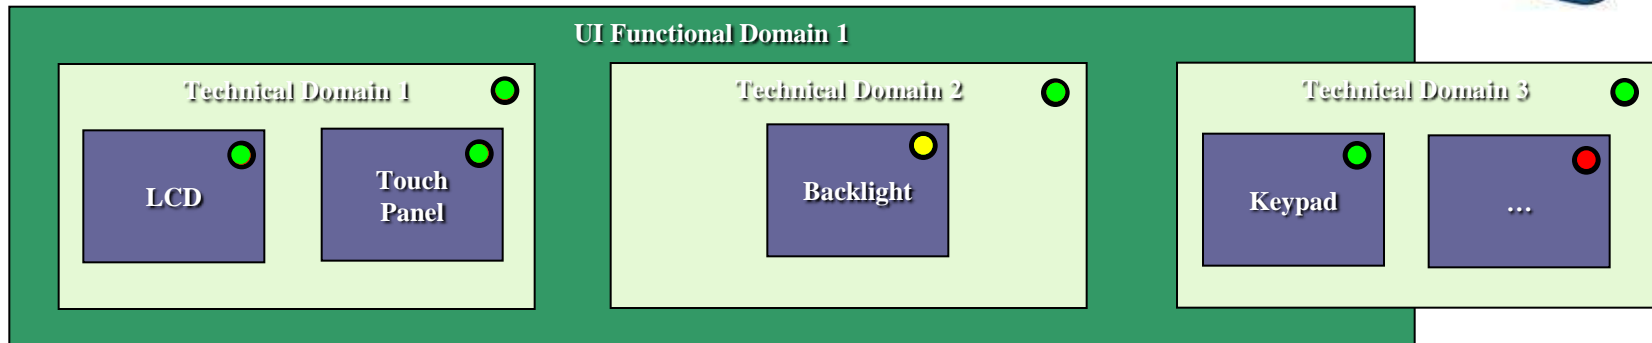 UI Functional Domain 1
Technical Domain 1
LCD
Touch
Panel
Technical Domain 2
Backlight
Technical Domain 3
Keypad
...